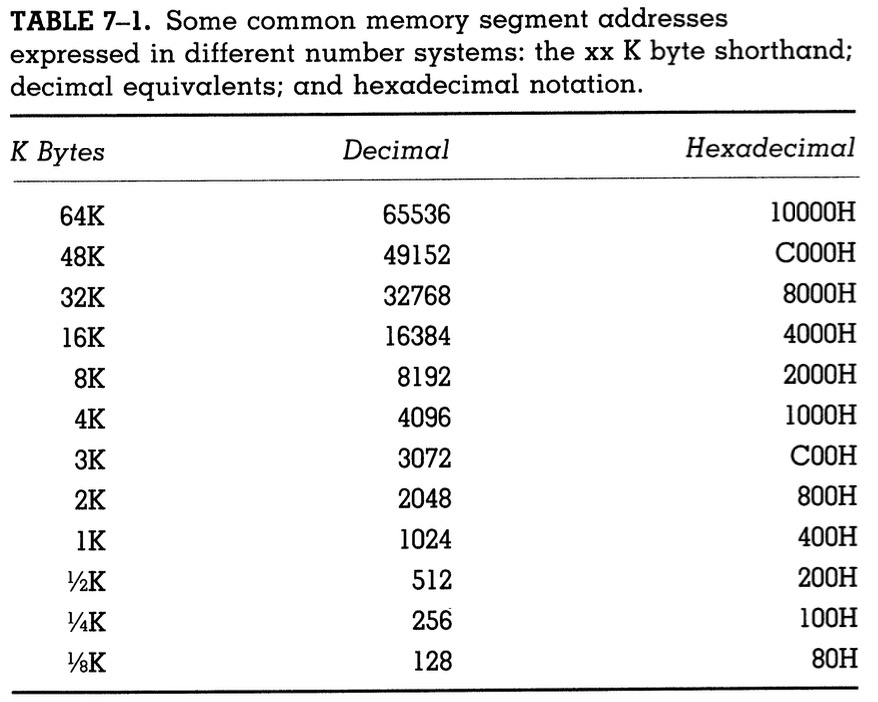 TABLE 7–1. Some common memory segment addresses
expressed in different number systems: the xx K byte shorthand;
decimal equivalents; and hexadecimal notation.
K Bytes Decimal Hexadecimal
64K 65536 10000H
48K 49152 C000H
32K 32768 8000H
16K 16384 4000H
8K 8192 2000H
4K 4096 1000H
3K 3072 C00H
2K 2048 800H
1K 1024 400H
½K 512 200H
¼K 256 100H
⅛K 128 80H